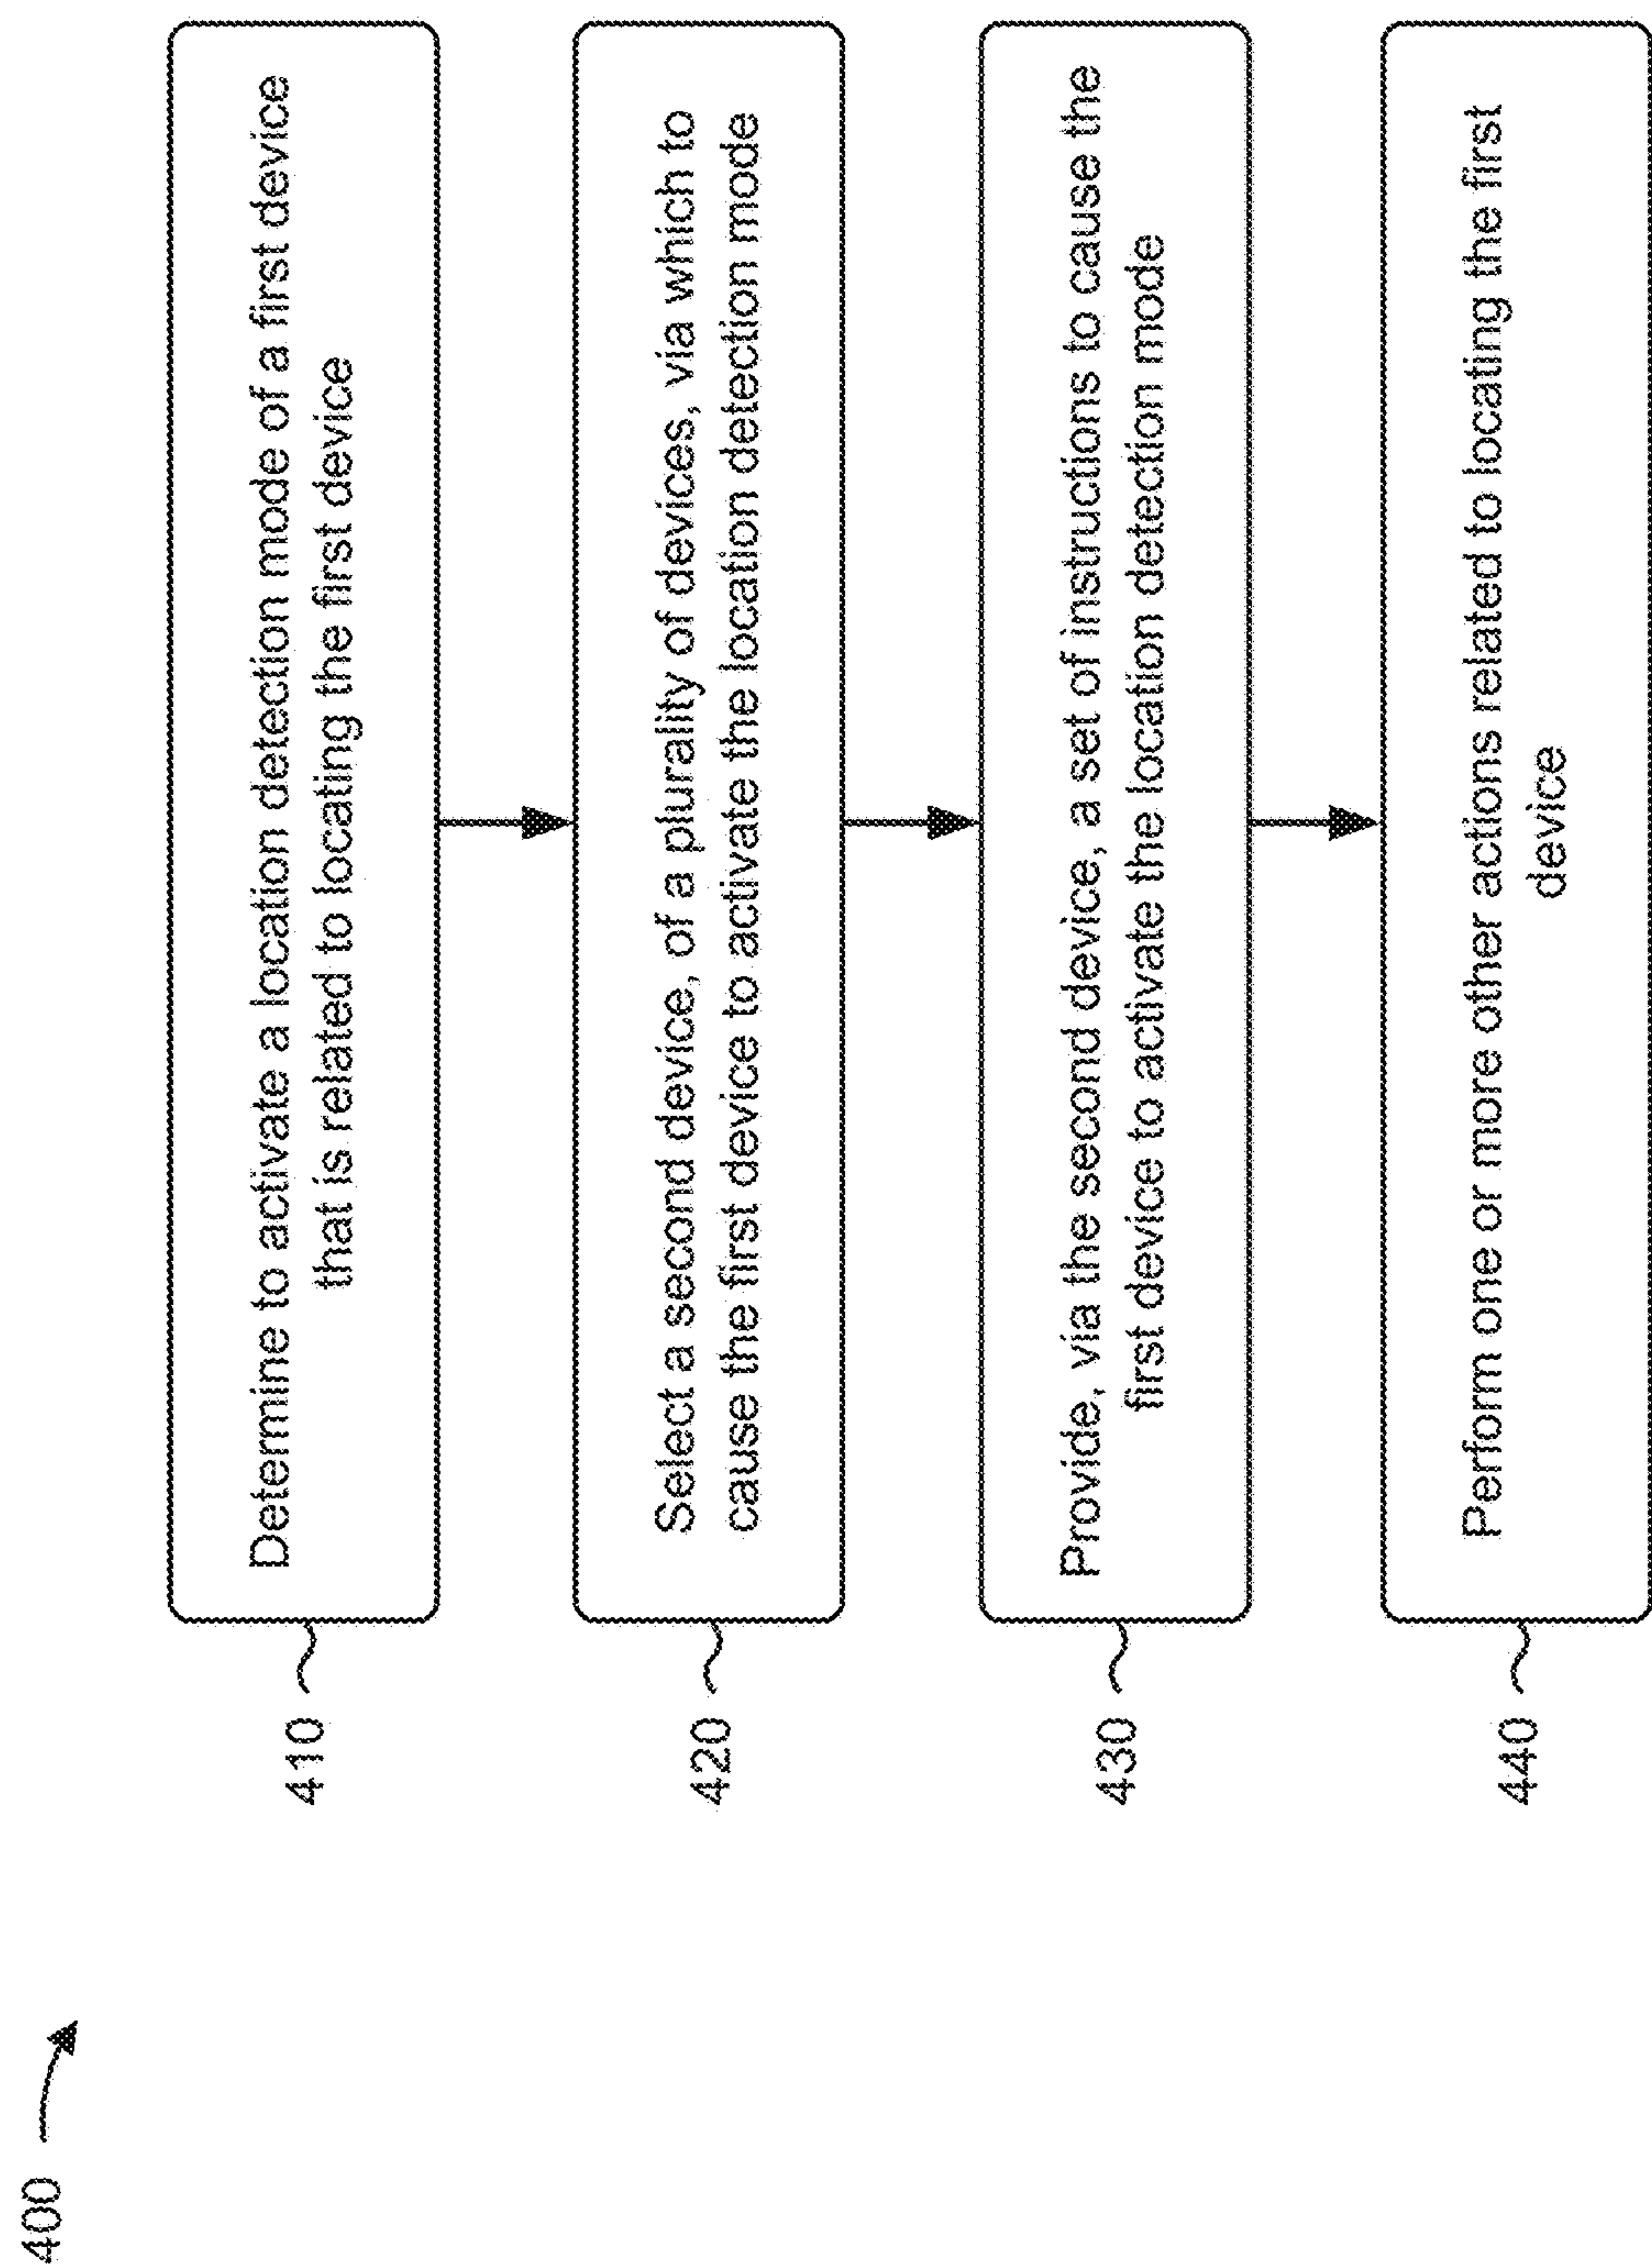 400
410
Determine to activate a location detection mode of a first device
that is related to locating the first device
420
Select a second device, of a plurality of devices, via which to
cause the first device to activate the location detection mode
430
Provide, via the second device, a set of instructions to cause the
first device to activate the location detection mode
440
Perform one or more other actions related to locating the first
device